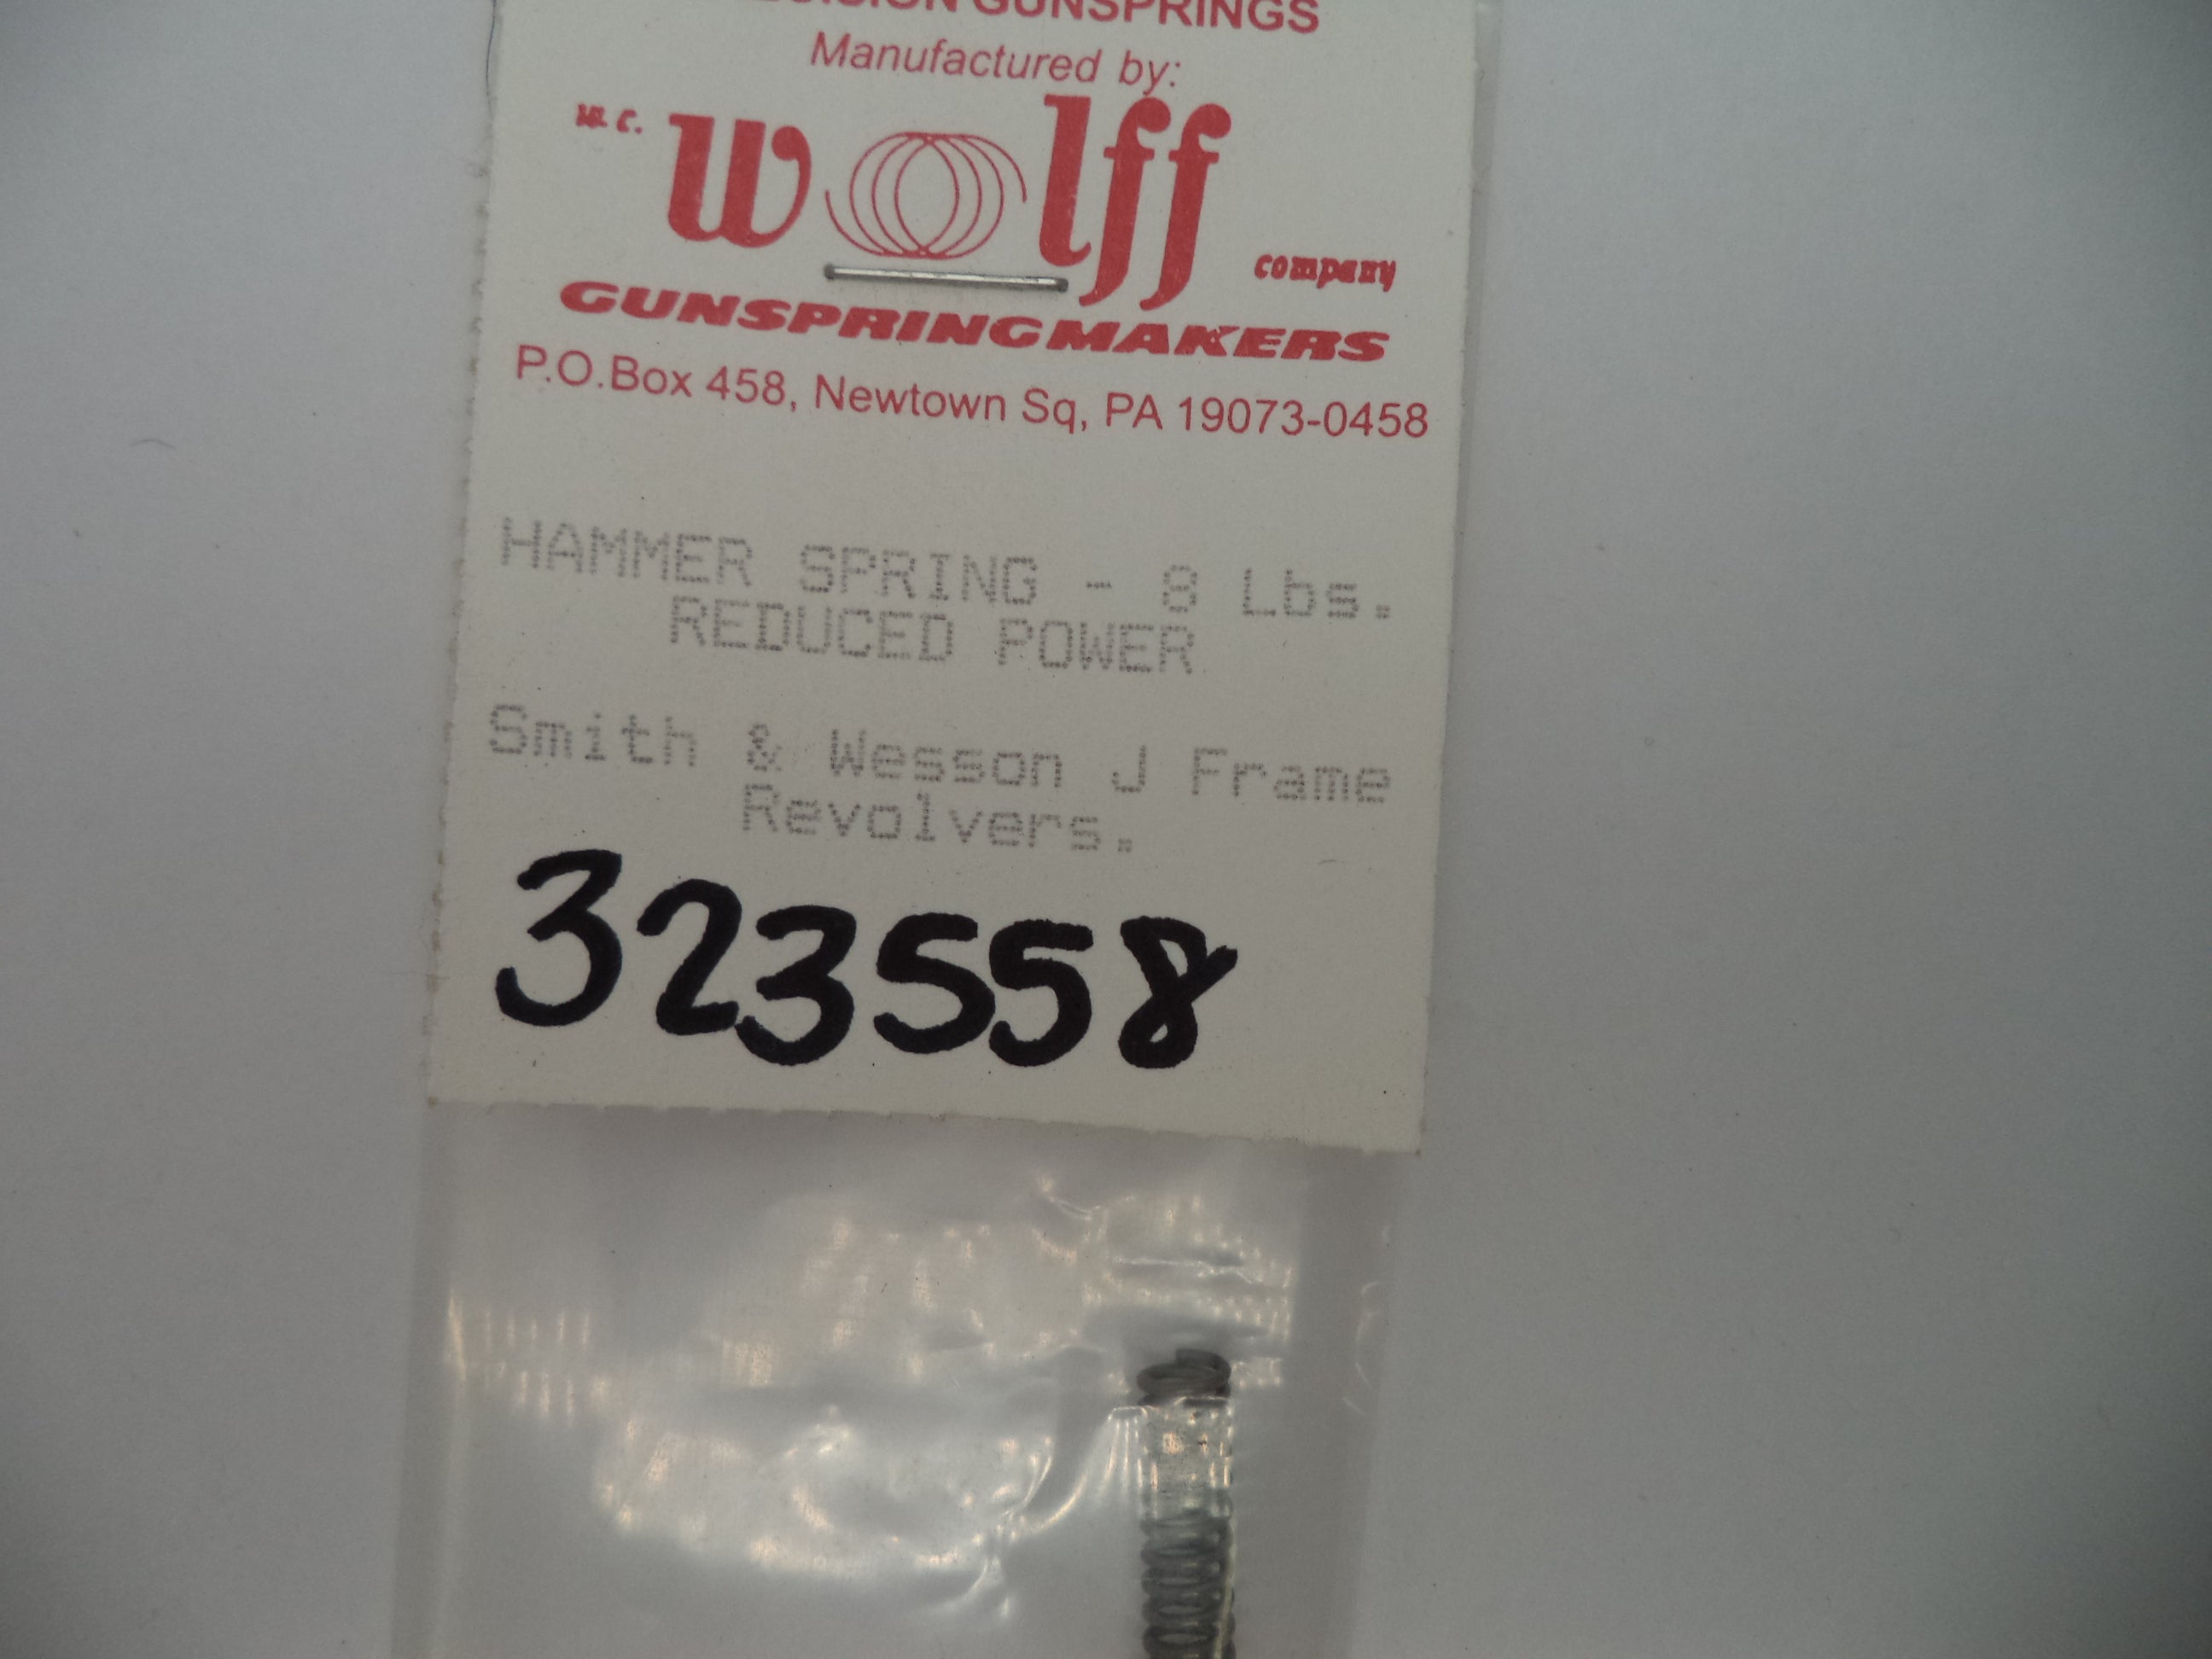 GUNSPRINGS
Manufactured by:
w.c. wolff company
GUNSPRINGMAKERS
P.O.Box 458, Newtown Sq, PA 19073-0458
HAMMER SPRING - 8 Lbs.
REDUCED POWER
Smith & Wesson J Frame
Revolvers.
323558